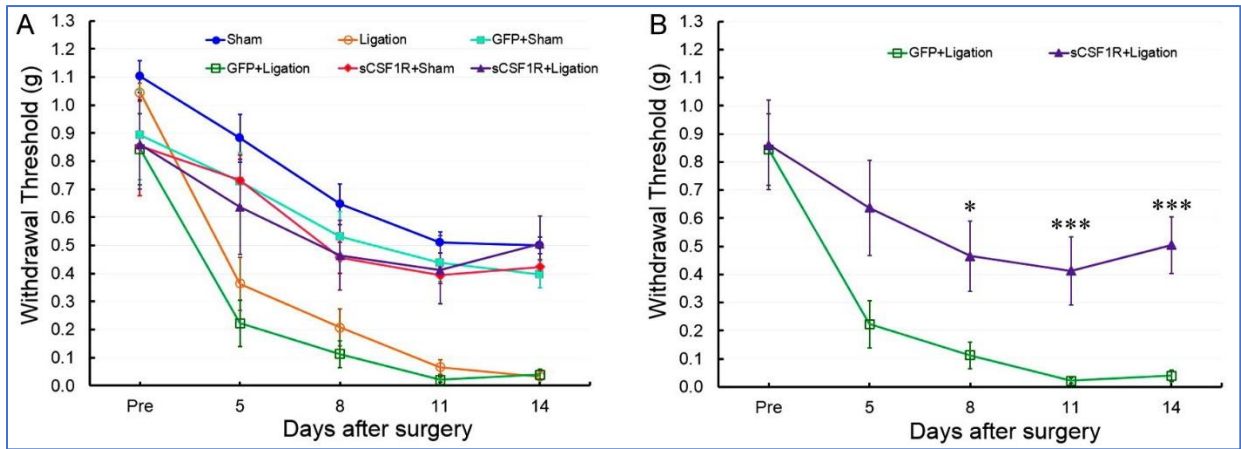 A
Withdrawal Threshold (g)
1.3
1.2
1.1
1.0
0.9
0.8
0.7
0.6
0.5
0.4
0.3
0.2
0.1
0.0
Sham Ligation GFP+Sham
GFP+Ligation sCSF1R+Sham sCSF1R+Ligation
Pre 5 8 11 14
Days after surgery
B
Withdrawal Threshold (g)
1.3
1.2
1.1
1.0
0.9
0.8
0.7
0.6
0.5
0.4
0.3
0.2
0.1
0.0
GFP+Ligation sCSF1R+Ligation
* *** ***
Pre 5 8 11 14
Days after surgery